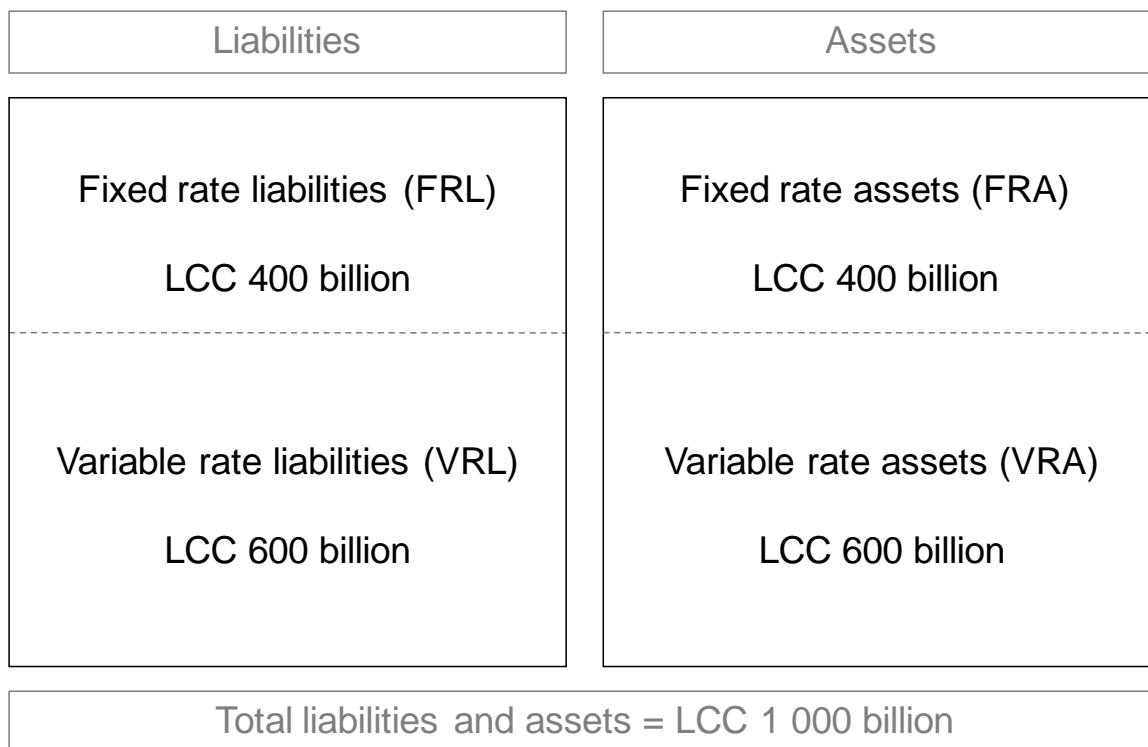 Liabilities
Assets
Fixed rate liabilities (FRL)
LCC 400 billion
Fixed rate assets (FRA)
LCC 400 billion
Variable rate liabilities (VRL)
LCC 600 billion
Variable rate assets (VRA)
LCC 600 billion
Total liabilities and assets = LCC 1 000 billion